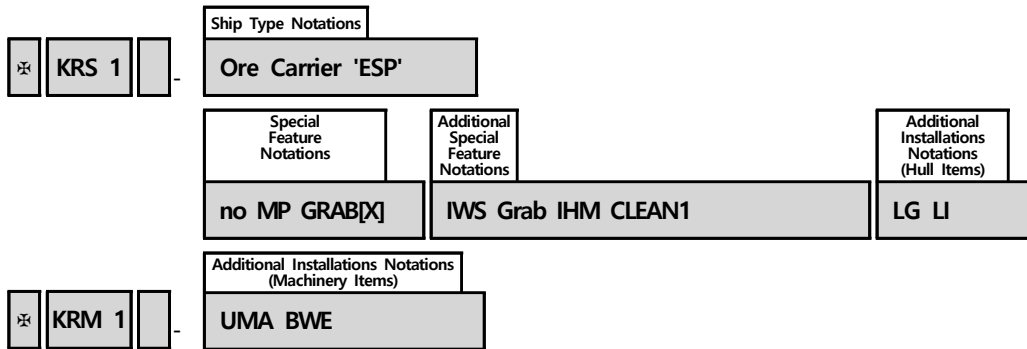 Ship Type Notations
✠ KRS 1 - Ore Carrier 'ESP'
Special
Feature
Notations
Additional
Special
Feature
Notations
Additional
Installations
Notations
(Hull Items)
no MP GRAB[X] IWS Grab IHM CLEAN1 LG LI
Additional Installations Notations
(Machinery Items)
✠ KRM 1 - UMA BWE